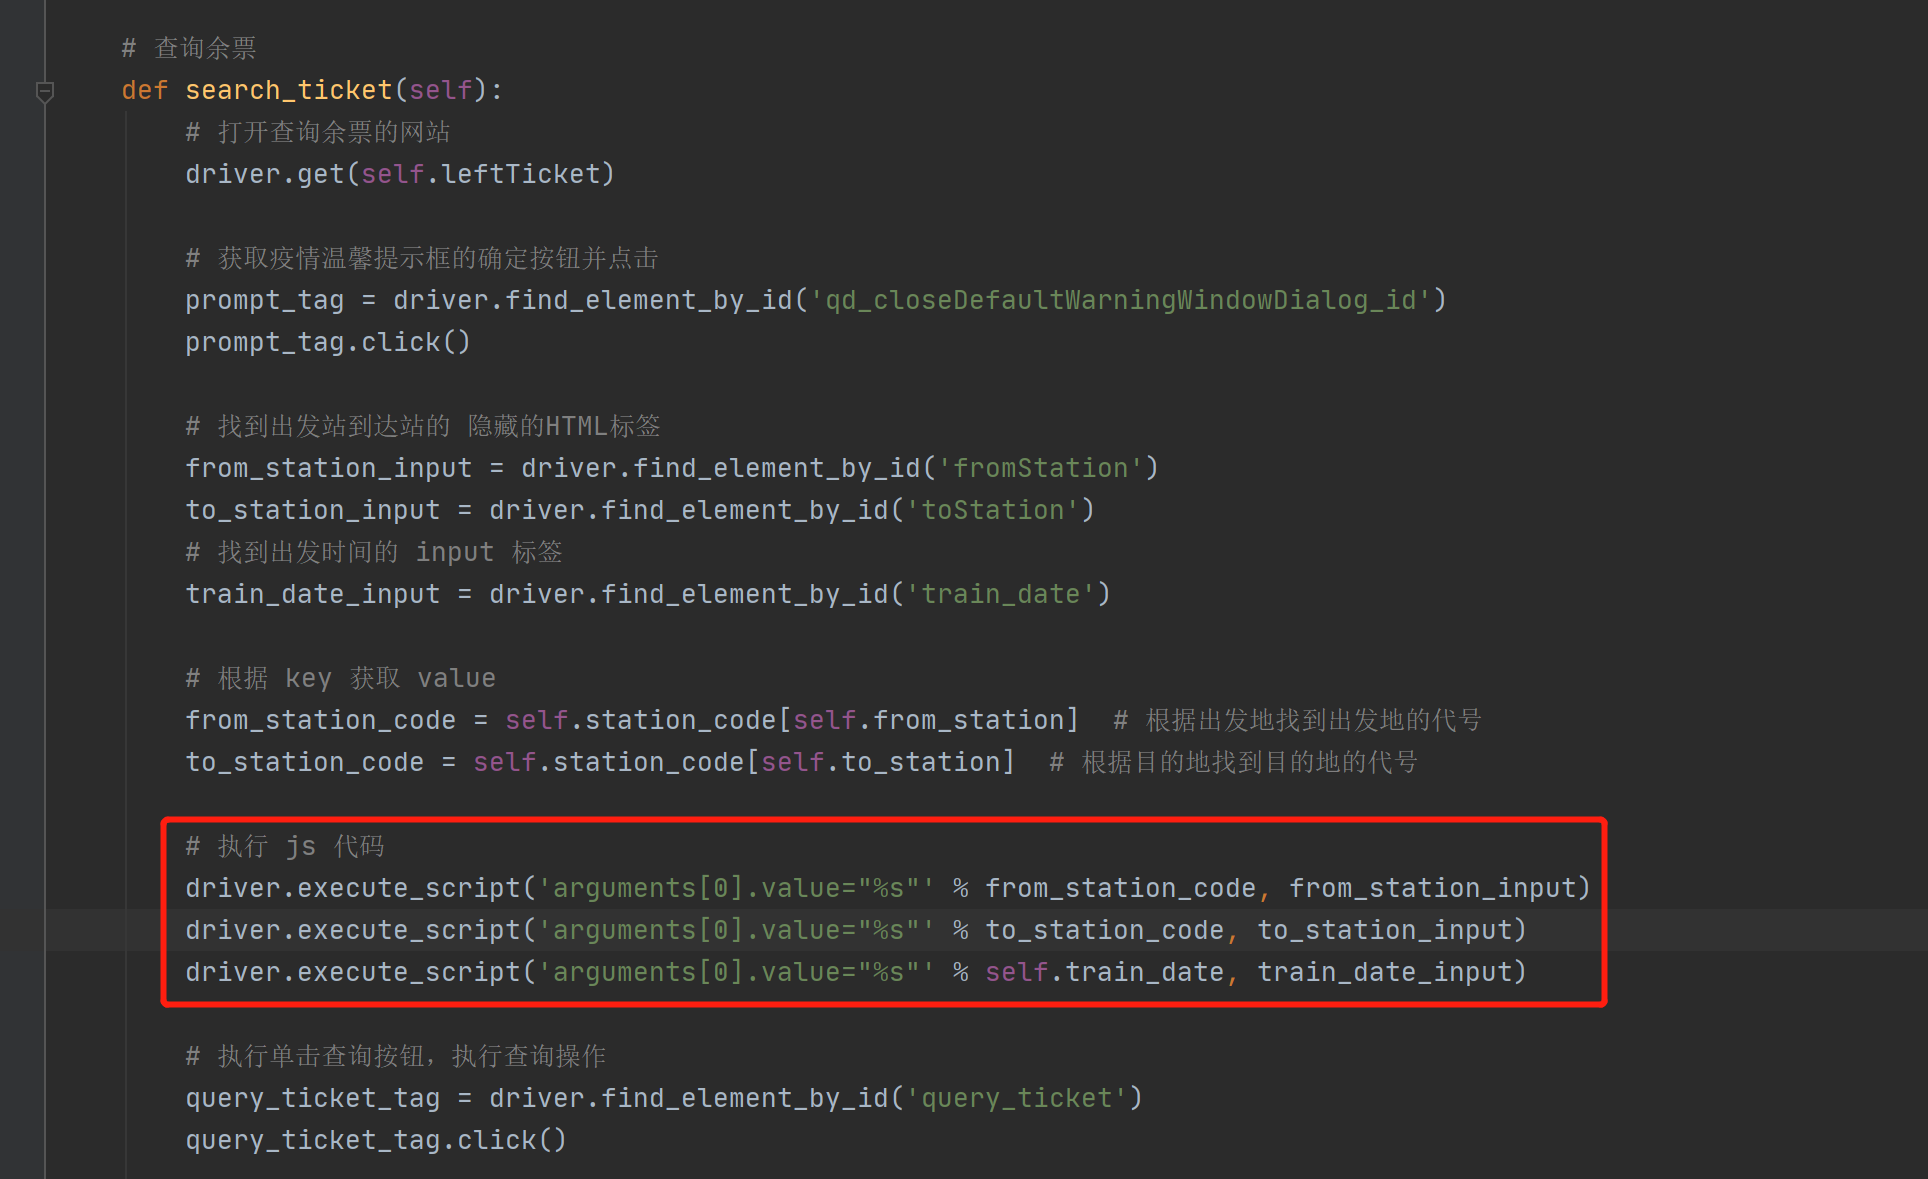 # 查询余票
def search_ticket(self):
# 打开查询余票的网站
driver.get(self.leftTicket)
# 获取疫情温馨提示框的确定按钮并点击
prompt_tag = driver.find_element_by_id('qd_closeDefaultWarningWindowDialog_id')
prompt_tag.click()
# 找到出发站到达站的 隐藏的HTML标签
from_station_input = driver.find_element_by_id('fromStation')
to_station_input = driver.find_element_by_id('toStation')
# 找到出发时间的 input 标签
train_date_input = driver.find_element_by_id('train_date')
# 根据 key 获取 value
from_station_code = self.station_code[self.from_station]  # 根据出发地找到出发地的代号
to_station_code = self.station_code[self.to_station]  # 根据目的地找到目的地的代号
# 执行 js 代码
driver.execute_script('arguments[0].value="%s"' % from_station_code, from_station_input)
driver.execute_script('arguments[0].value="%s"' % to_station_code, to_station_input)
driver.execute_script('arguments[0].value="%s"' % self.train_date, train_date_input)
# 执行单击查询按钮，执行查询操作
query_ticket_tag = driver.find_element_by_id('query_ticket')
query_ticket_tag.click()